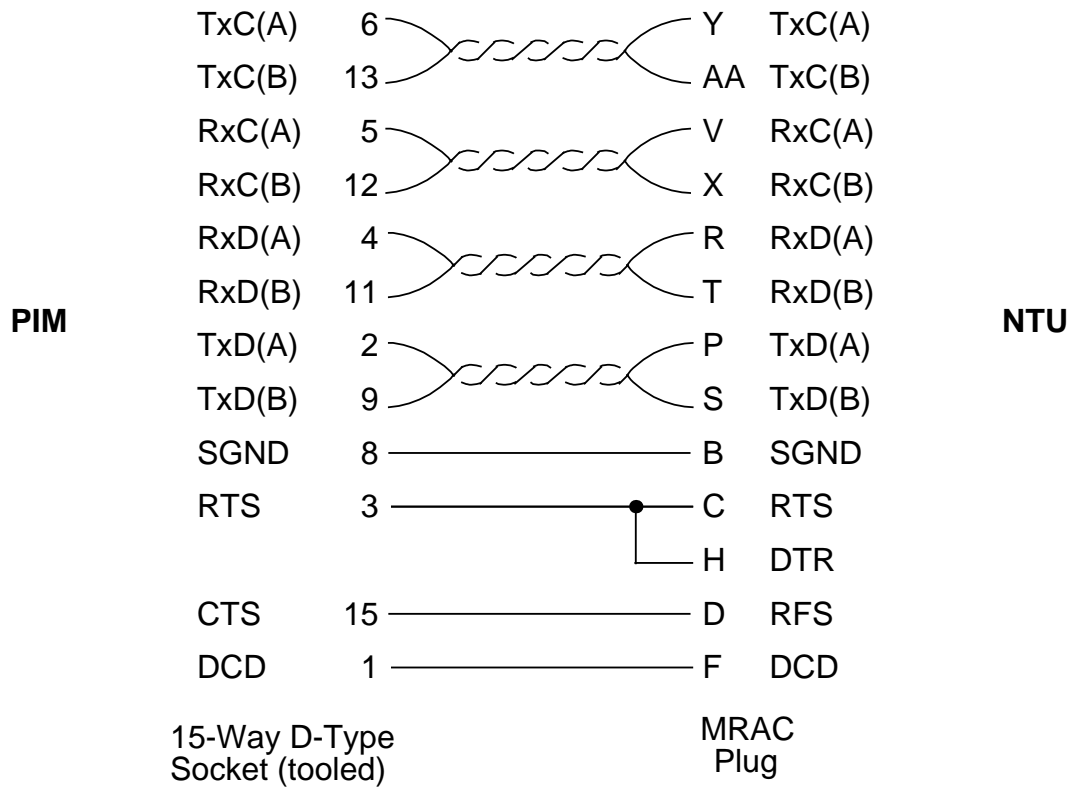 TxC(A) 6 Y TxC(A)
TxC(B) 13 AA TxC(B)
RxC(A) 5 V RxC(A)
RxC(B) 12 X RxC(B)
RxD(A) 4 R RxD(A)
RxD(B) 11 T RxD(B)
PIM NTU
TxD(A) 2 P TxD(A)
TxD(B) 9 S TxD(B)
SGND 8 B SGND
RTS 3 C RTS
H DTR
CTS 15 D RFS
DCD 1 F DCD
15-Way D-Type
Socket (tooled)
MRAC
Plug